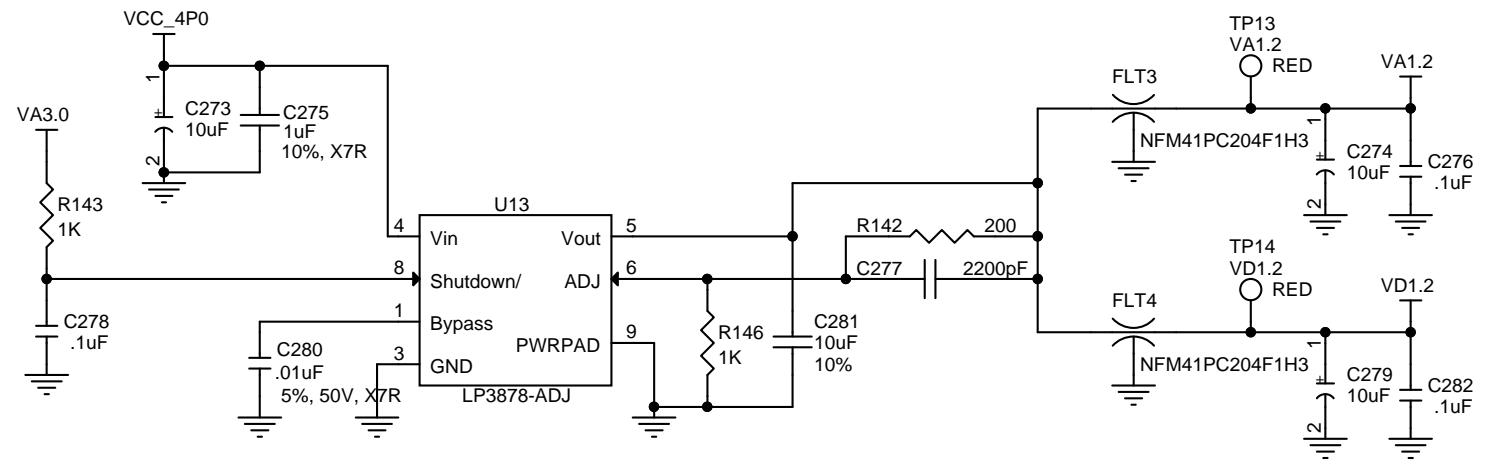 VCC_4P0
1
2
C273
10uF
C275
1uF
10%, X7R
VA3.0
R143
1K
C278
.1uF
U13
4
Vin
8
Shutdown/
1
Bypass
3
GND
5
Vout
6
ADJ
9
PWRPAD
LP3878-ADJ
C280
.01uF
5%, 50V, X7R
R142
200
C277
2200pF
R146
1K
C281
10uF
10%
FLT3
NFM41PC204F1H3
TP13
VA1.2
RED
VA1.2
1
2
C274
10uF
C276
.1uF
FLT4
NFM41PC204F1H3
TP14
VD1.2
RED
VD1.2
1
2
C279
10uF
C282
.1uF